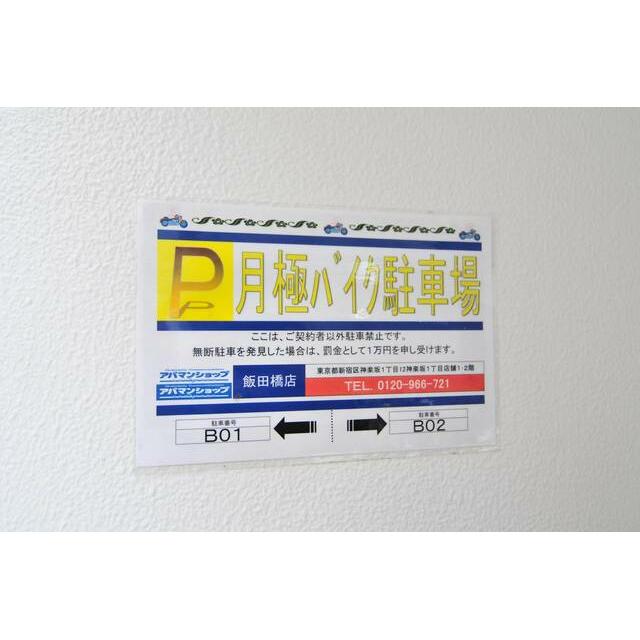 P
P
月極バイク駐車場
ここは、ご契約者以外駐車禁止です。
無断駐車を発見した場合は、罰金として1万円を申し受けます。
アパマンショップ
アパマンショップ
飯田橋店
東京都新宿区神楽坂1丁目12神楽坂1丁目店舗1・2階
TEL. 0120-966-721
駐車番号
B01
駐車番号
B02